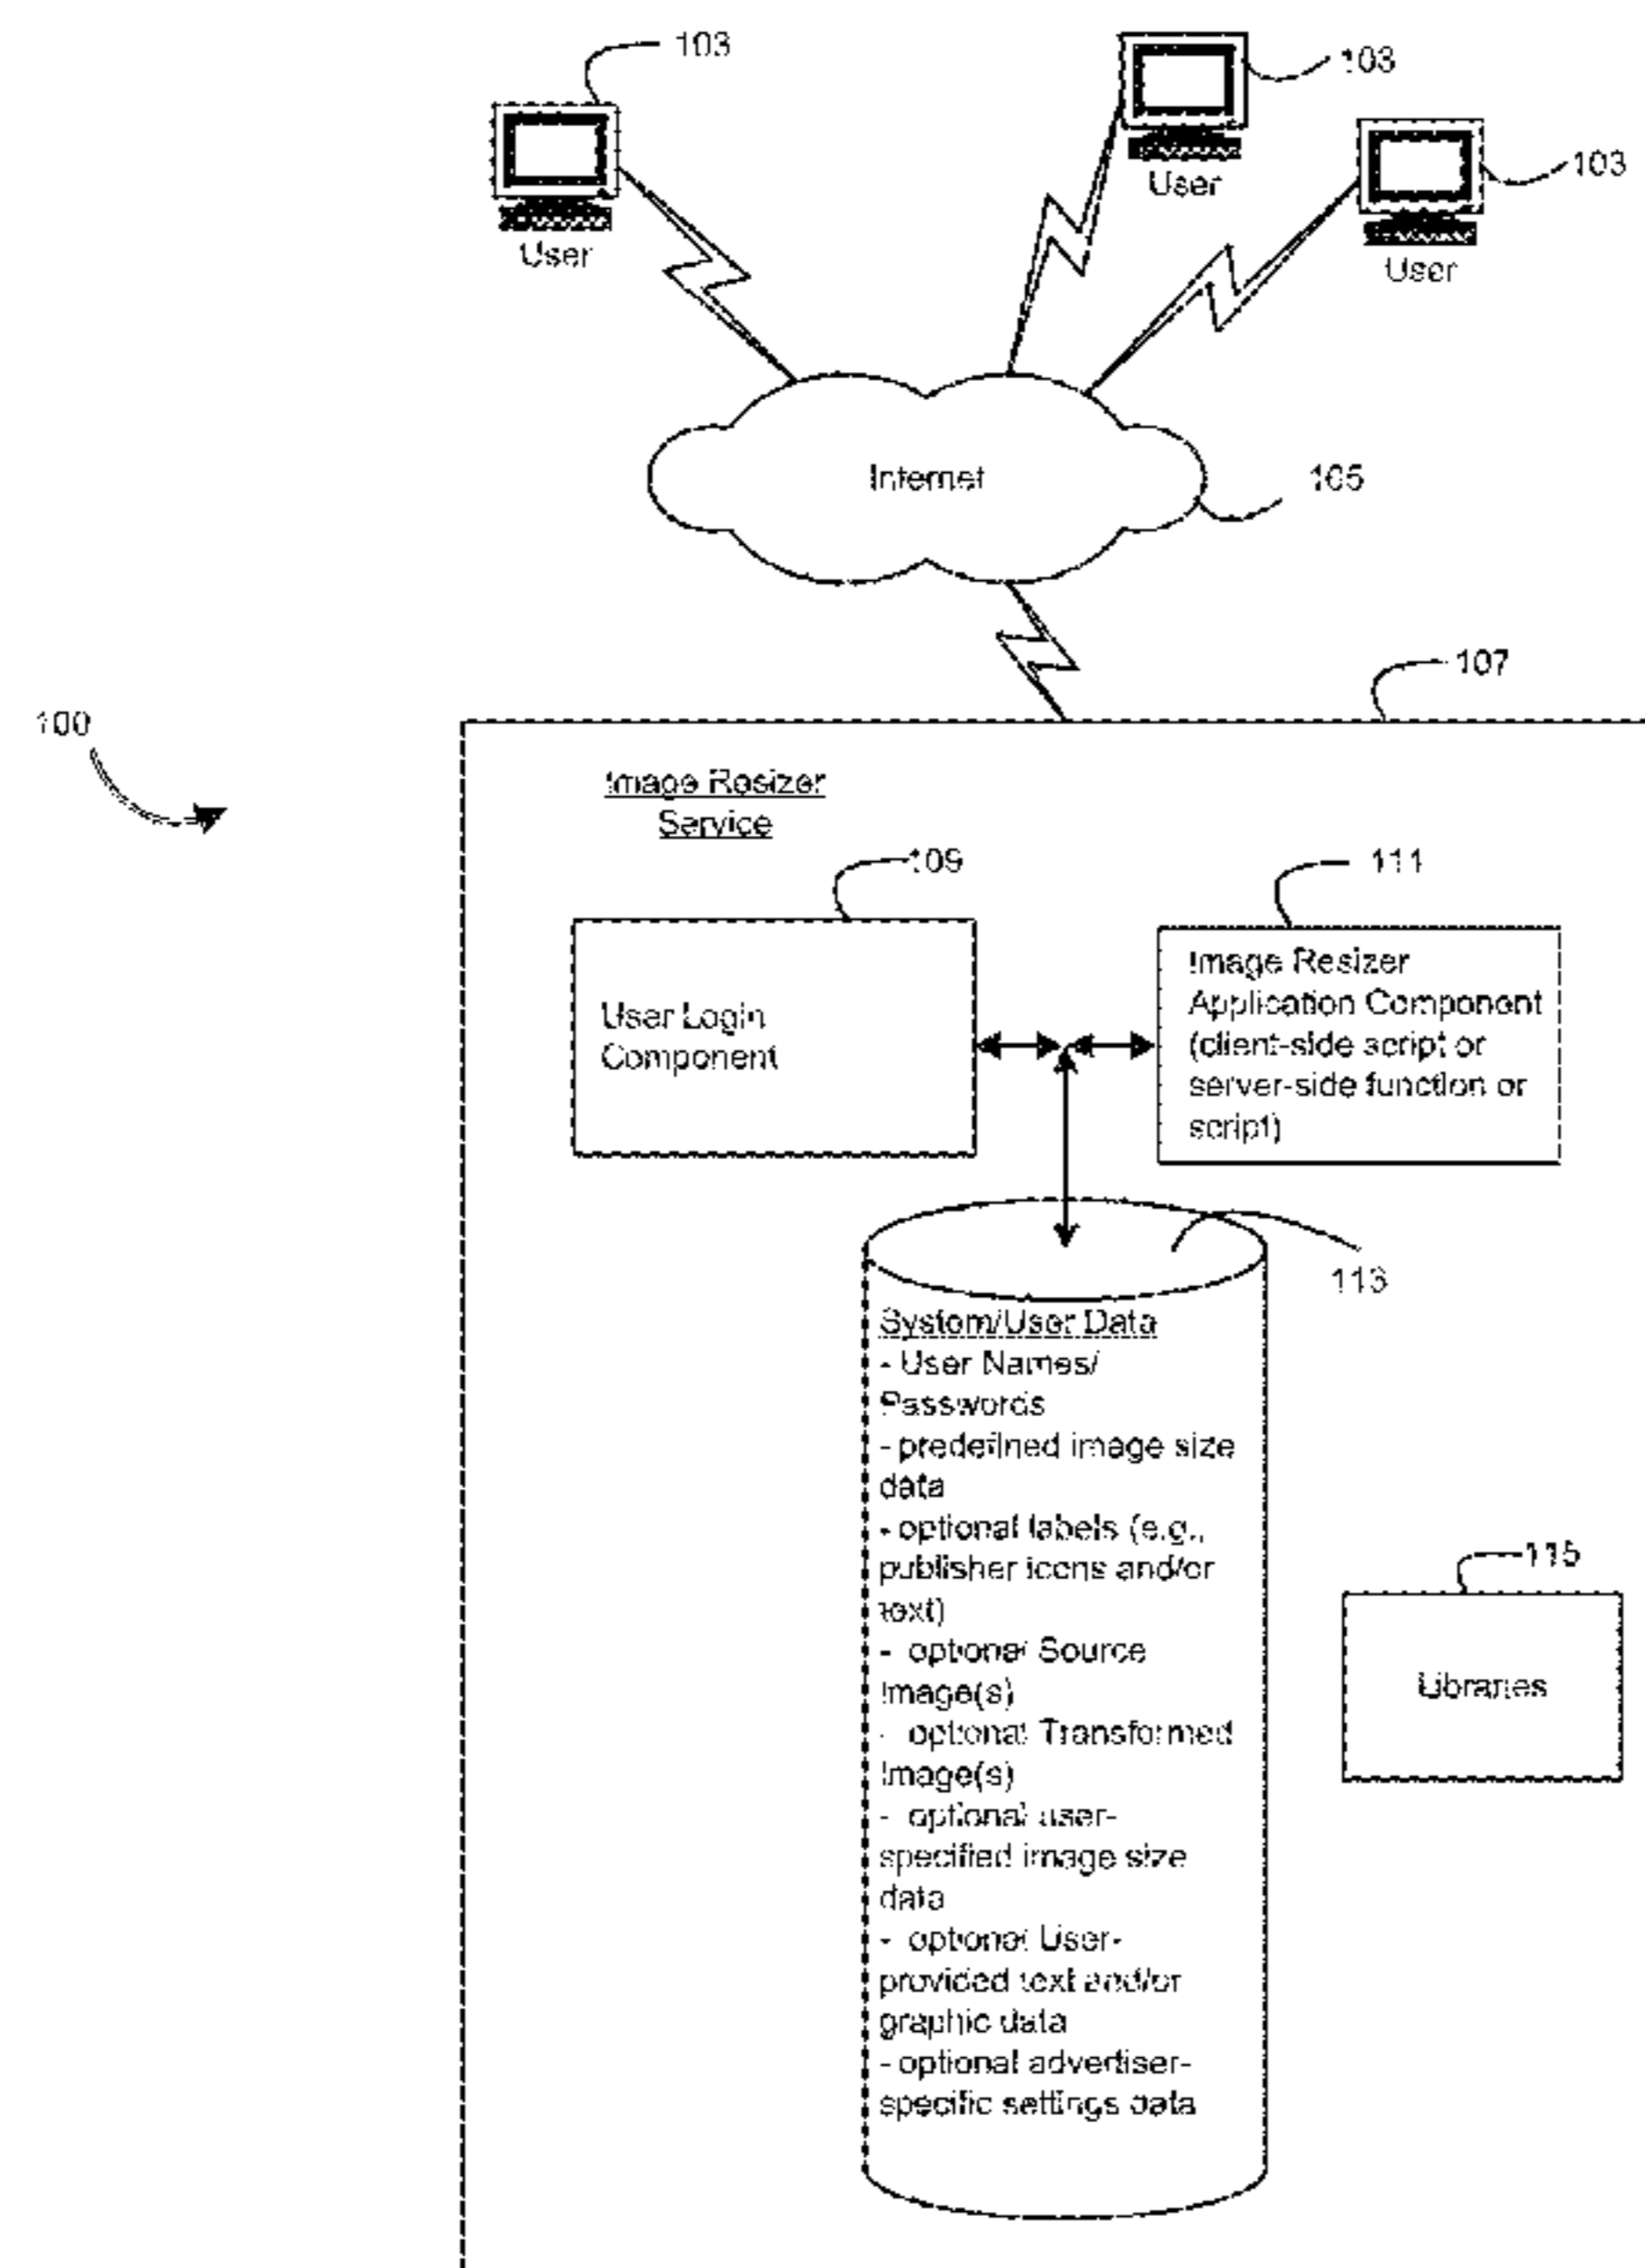 103
103
103
User
User
User
Internet
105
107
100
Image Resizer
Service
109
111
User Login
Component
Image Resizer
Application Component
(client-side script or
server-side function or
script)
113
System/User Data
- User Names/
Passwords
- predefined image size
data
- optional labels (e.g.,
publisher icons and/or
text)
- optional Source
Image(s)
- optional Transformed
Image(s)
- optional user-
specified image size
data
- optional User-
provided text and/or
graphic data
- optional advertiser-
specific settings data
115
Libraries